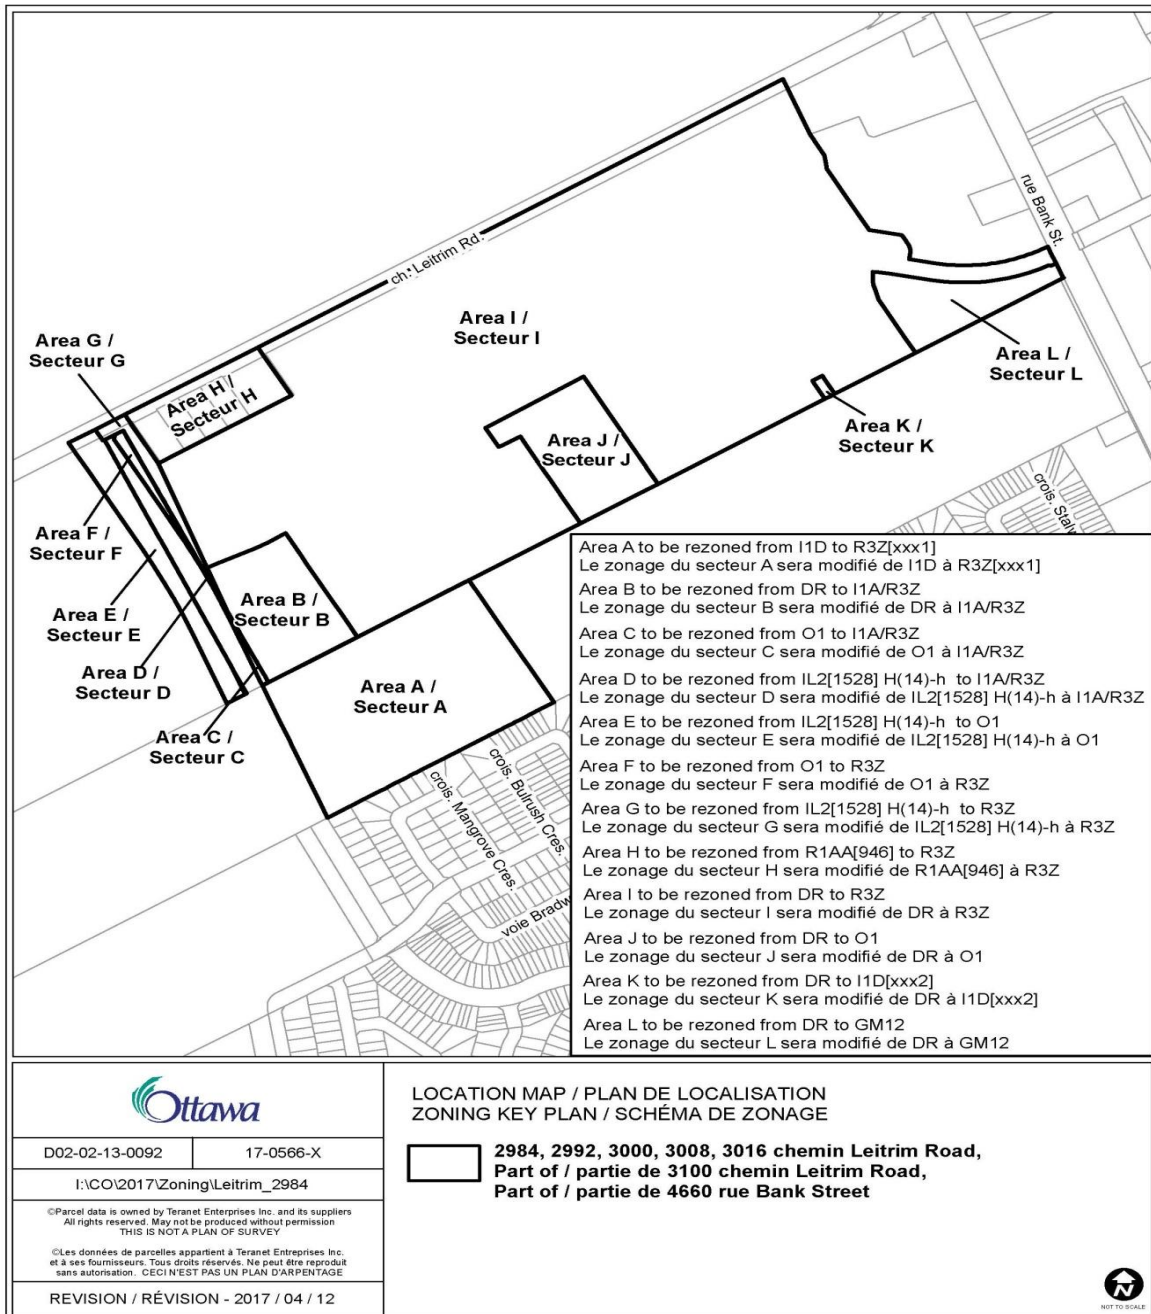 ch. Leitrim Rd.
rue Bank St.
Area G /
Secteur G
Area H /
Secteur H
Area I /
Secteur I
Area L /
Secteur L
Area K /
Secteur K
Area J /
Secteur J
Area F /
Secteur F
Area E /
Secteur E
Area D /
Secteur D
Area C /
Secteur C
Area B /
Secteur B
Area A /
Secteur A
crois. Bulrush Cres.
crois. Mangrove Cres.
voie Bradw
crois. Stalw
Area A to be rezoned from I1D to R3Z[xxx1]
Le zonage du secteur A sera modifié de I1D à R3Z[xxx1]
Area B to be rezoned from DR to I1A/R3Z
Le zonage du secteur B sera modifié de DR à I1A/R3Z
Area C to be rezoned from O1 to I1A/R3Z
Le zonage du secteur C sera modifié de O1 à I1A/R3Z
Area D to be rezoned from IL2[1528] H(14)-h to I1A/R3Z
Le zonage du secteur D sera modifié de IL2[1528] H(14)-h à I1A/R3Z
Area E to be rezoned from IL2[1528] H(14)-h to O1
Le zonage du secteur E sera modifié de IL2[1528] H(14)-h à O1
Area F to be rezoned from O1 to R3Z
Le zonage du secteur F sera modifié de O1 à R3Z
Area G to be rezoned from IL2[1528] H(14)-h to R3Z
Le zonage du secteur G sera modifié de IL2[1528] H(14)-h à R3Z
Area H to be rezoned from R1AA[946] to R3Z
Le zonage du secteur H sera modifié de R1AA[946] à R3Z
Area I to be rezoned from DR to R3Z
Le zonage du secteur I sera modifié de DR à R3Z
Area J to be rezoned from DR to O1
Le zonage du secteur J sera modifié de DR à O1
Area K to be rezoned from DR to I1D[xxx2]
Le zonage du secteur K sera modifié de DR à I1D[xxx2]
Area L to be rezoned from DR to GM12
Le zonage du secteur L sera modifié de DR à GM12
Ottawa
D02-02-13-0092
17-0566-X
I:\CO\2017\Zoning\Leitrim_2984
©Parcel data is owned by Teranet Enterprises Inc. and its suppliers
All rights reserved. May not be produced without permission
THIS IS NOT A PLAN OF SURVEY
©Les données de parcelles appartient à Teranet Entreprises Inc.
et à ses fournisseurs. Tous droits réservés. Ne peut être reproduit
sans autorisation. CECI N'EST PAS UN PLAN D'ARPENTAGE
REVISION / RÉVISION - 2017 / 04 / 12
LOCATION MAP / PLAN DE LOCALISATION
ZONING KEY PLAN / SCHÉMA DE ZONAGE
2984, 2992, 3000, 3008, 3016 chemin Leitrim Road,
Part of / partie de 3100 chemin Leitrim Road,
Part of / partie de 4660 rue Bank Street
N
NOT TO SCALE